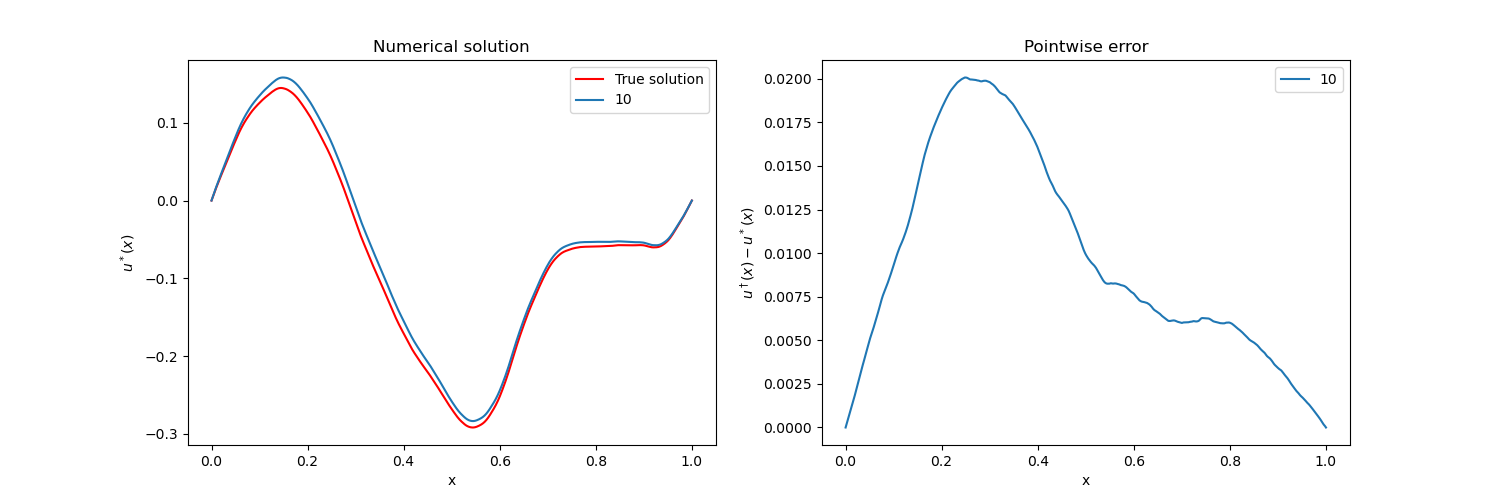 Numerical solution
True solution
10
0.1
0.0
−0.1
−0.2
−0.3
u*(x)
0.0 0.2 0.4 0.6 0.8 1.0
x
Pointwise error
10
0.0200
0.0175
0.0150
0.0125
0.0100
0.0075
0.0050
0.0025
0.0000
u†(x) − u*(x)
0.0 0.2 0.4 0.6 0.8 1.0
x